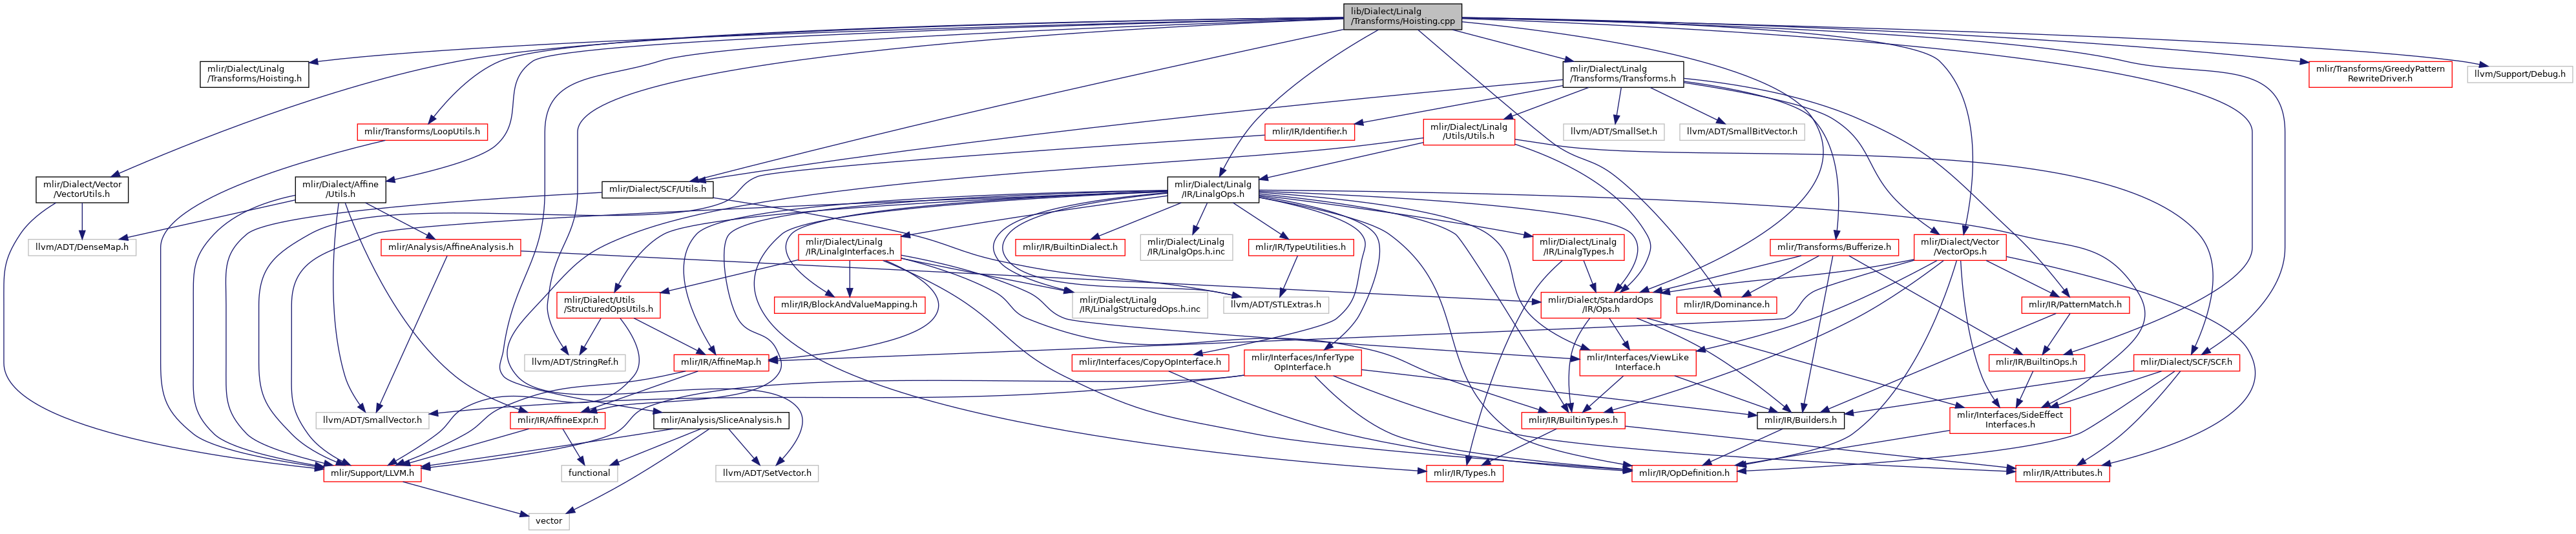 lib/Dialect/Linalg
/Transforms/Hoisting.cpp
mlir/Dialect/Linalg
/Transforms/Hoisting.h
mlir/Dialect/Linalg
/Transforms/Transforms.h
mlir/Transforms/GreedyPattern
RewriteDriver.h
llvm/Support/Debug.h
mlir/Transforms/LoopUtils.h
mlir/IR/Identifier.h
mlir/Dialect/Linalg
/Utils/Utils.h
llvm/ADT/SmallSet.h
llvm/ADT/SmallBitVector.h
mlir/Dialect/Vector
/VectorUtils.h
mlir/Dialect/Affine
/Utils.h
mlir/Dialect/SCF/Utils.h
mlir/Dialect/Linalg
/IR/LinalgOps.h
llvm/ADT/DenseMap.h
mlir/Analysis/AffineAnalysis.h
mlir/Dialect/Linalg
/IR/LinalgInterfaces.h
mlir/IR/BuiltinDialect.h
mlir/Dialect/Linalg
/IR/LinalgOps.h.inc
mlir/IR/TypeUtilities.h
mlir/Dialect/Linalg
/IR/LinalgTypes.h
mlir/Transforms/Bufferize.h
mlir/Dialect/Vector
/VectorOps.h
mlir/Dialect/Utils
/StructuredOpsUtils.h
mlir/IR/BlockAndValueMapping.h
mlir/Dialect/Linalg
/IR/LinalgStructuredOps.h.inc
llvm/ADT/STLExtras.h
mlir/Dialect/StandardOps
/IR/Ops.h
mlir/IR/Dominance.h
mlir/IR/PatternMatch.h
llvm/ADT/StringRef.h
mlir/IR/AffineMap.h
mlir/Interfaces/CopyOpInterface.h
mlir/Interfaces/InferType
OpInterface.h
mlir/Interfaces/ViewLike
Interface.h
mlir/IR/BuiltinOps.h
mlir/Dialect/SCF/SCF.h
llvm/ADT/SmallVector.h
mlir/IR/AffineExpr.h
mlir/Analysis/SliceAnalysis.h
mlir/IR/BuiltinTypes.h
mlir/IR/Builders.h
mlir/Interfaces/SideEffect
Interfaces.h
mlir/Support/LLVM.h
functional
llvm/ADT/SetVector.h
mlir/IR/Types.h
mlir/IR/OpDefinition.h
mlir/IR/Attributes.h
vector